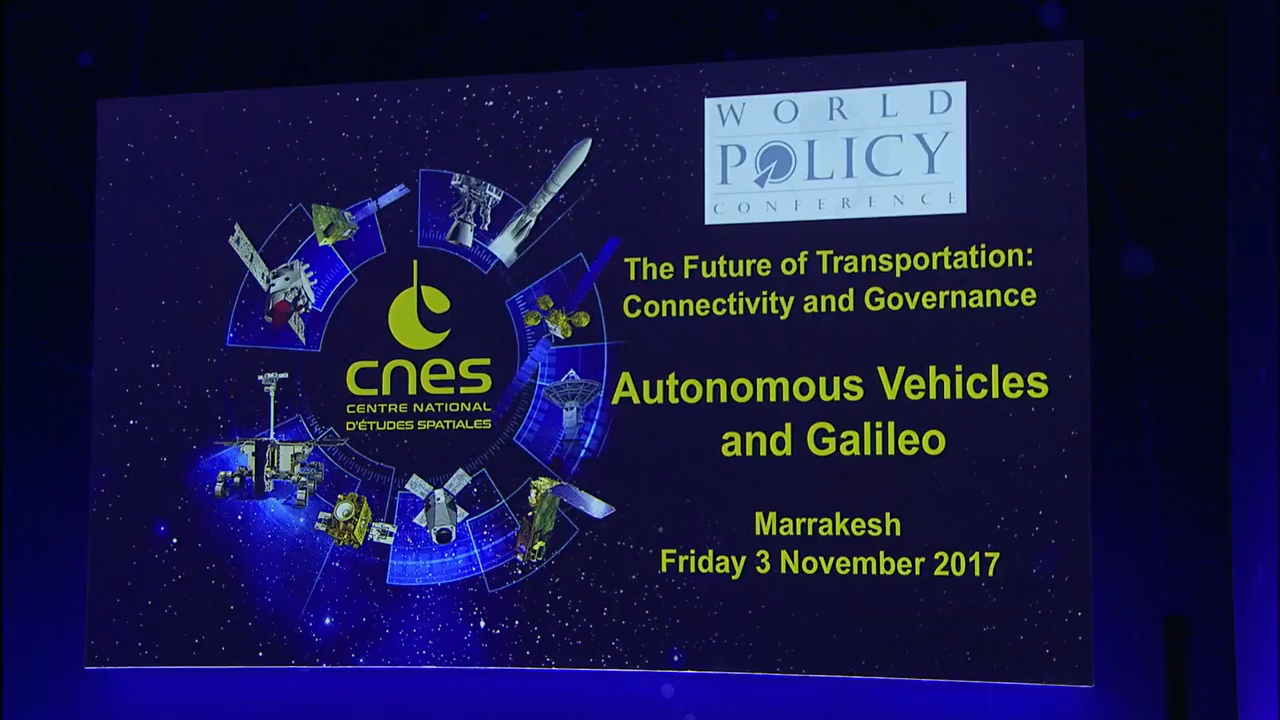 WORLD
POLICY
CONFERENCE
The Future of Transportation:
Connectivity and Governance
cnes
CENTRE NATIONAL
D'ÉTUDES SPATIALES
Autonomous Vehicles
and Galileo
Marrakesh
Friday 3 November 2017